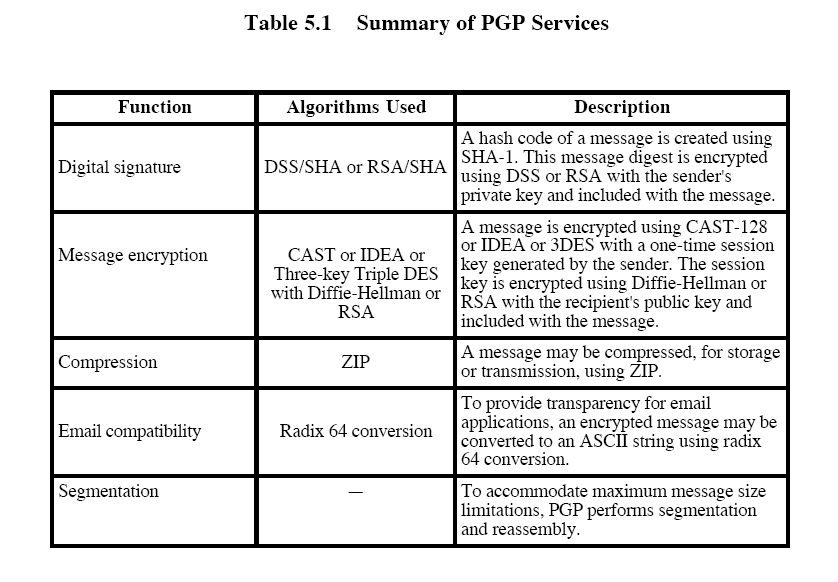 Table 5.1 Summary of PGP Services
Function
Algorithms Used
Description
Digital signature
DSS/SHA or RSA/SHA
A hash code of a message is created using
SHA-1. This message digest is encrypted
using DSS or RSA with the sender's
private key and included with the message.
Message encryption
CAST or IDEA or
Three-key Triple DES
with Diffie-Hellman or
RSA
A message is encrypted using CAST-128
or IDEA or 3DES with a one-time session
key generated by the sender. The session
key is encrypted using Diffie-Hellman or
RSA with the recipient's public key and
included with the message.
Compression
ZIP
A message may be compressed, for storage
or transmission, using ZIP.
Email compatibility
Radix 64 conversion
To provide transparency for email
applications, an encrypted message may be
converted to an ASCII string using radix
64 conversion.
Segmentation
—
To accommodate maximum message size
limitations, PGP performs segmentation
and reassembly.